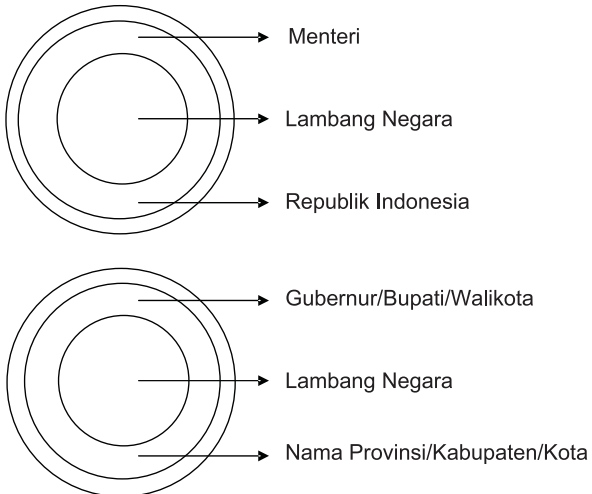 Menteri
Lambang Negara
Republik Indonesia
Gubernur/Bupati/Walikota
Lambang Negara
Nama Provinsi/Kabupaten/Kota